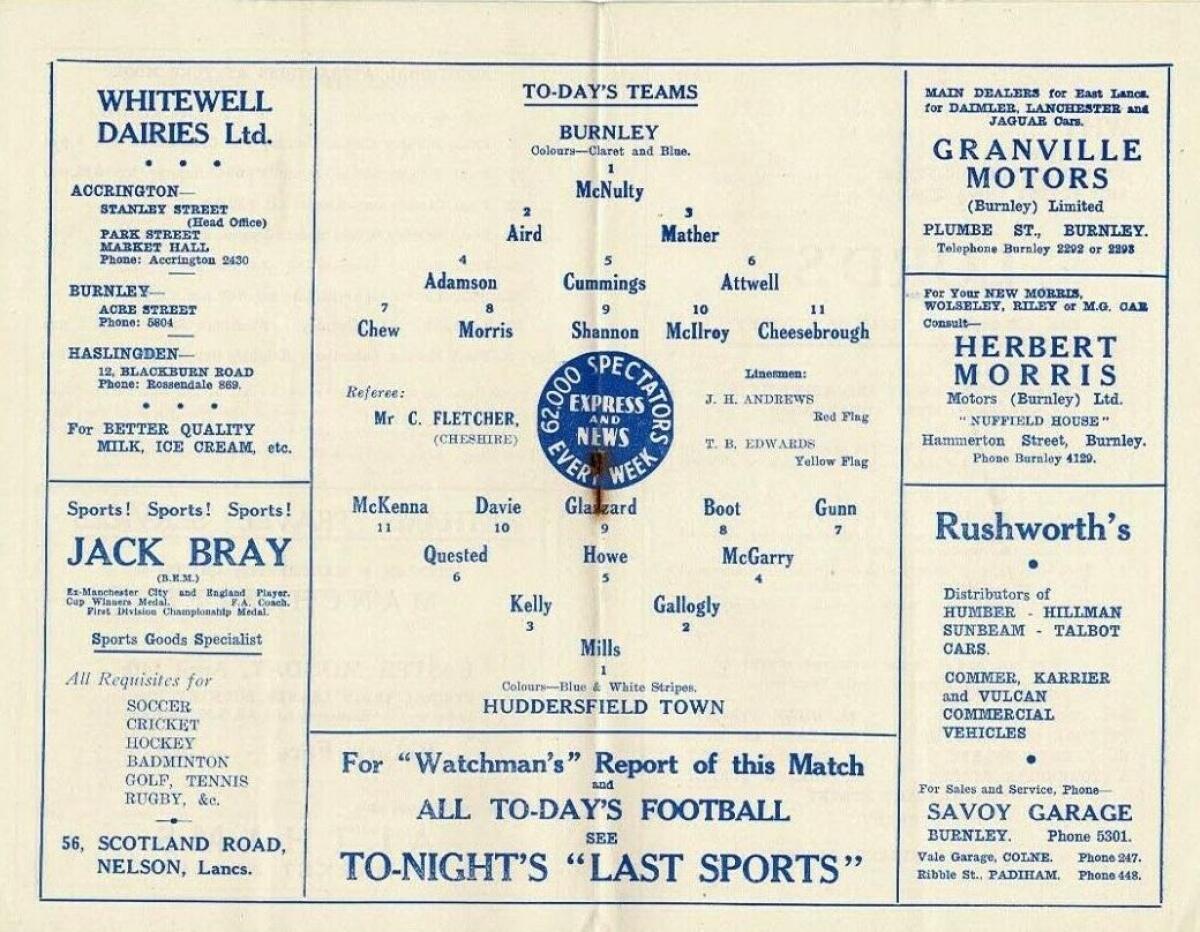 WHITEWELL
DAIRIES Ltd.
ACCRINGTON—
STANLEY STREET
(Head Office)
PARK STREET
MARKET HALL
Phone: Accrington 2430
BURNLEY—
ACRE STREET
Phone: 5804
HASLINGDEN—
12, BLACKBURN ROAD
Phone: Rossendale 869.
For BETTER QUALITY
MILK, ICE CREAM, etc.
Sports! Sports! Sports!
JACK BRAY
(B.E.M.)
Ex-Manchester City and England Player.
Cup Winners Medal. F.A. Coach.
First Division Championship Medal.
Sports Goods Specialist
All Requisites for
SOCCER
CRICKET
HOCKEY
BADMINTON
GOLF, TENNIS
RUGBY, &c.
56, SCOTLAND ROAD,
NELSON, Lancs.
TO-DAY'S TEAMS
BURNLEY
Colours—Claret and Blue.
1
McNulty
2 3
Aird Mather
4 5 6
Adamson Cummings Attwell
7 8 9 10 11
Chew Morris Shannon McIlroy Cheesebrough
Referee:
Mr C. FLETCHER,
(CHESHIRE)
62,000 SPECTATORS
EXPRESS
AND
NEWS
EVERY WEEK
Linesmen:
J. H. ANDREWS
Red Flag
T. B. EDWARDS
Yellow Flag
McKenna Davie Glazzard Boot Gunn
11 10 9 8 7
Quested Howe McGarry
6 5 4
Kelly Gallogly
3 2
Mills
1
Colours—Blue & White Stripes.
HUDDERSFIELD TOWN
For "Watchman's" Report of this Match
and
ALL TO-DAY'S FOOTBALL
SEE
TO-NIGHT'S "LAST SPORTS"
MAIN DEALERS for East Lancs.
for DAIMLER, LANCHESTER and
JAGUAR Cars.
GRANVILLE
MOTORS
(Burnley) Limited
PLUMBE ST., BURNLEY.
Telephone Burnley 2292 or 2293
For Your NEW MORRIS,
WOLSELEY, RILEY or M.G. CAR
Consult—
HERBERT
MORRIS
Motors (Burnley) Ltd.
"NUFFIELD HOUSE"
Hammerton Street, Burnley.
Phone Burnley 4129.
Rushworth's
Distributors of
HUMBER - HILLMAN
SUNBEAM - TALBOT
CARS.
COMMER, KARRIER
and VULCAN
COMMERCIAL
VEHICLES
For Sales and Service, Phone—
SAVOY GARAGE
BURNLEY. Phone 5301.
Vale Garage, COLNE. Phone 247.
Ribble St., PADIHAM. Phone 448.